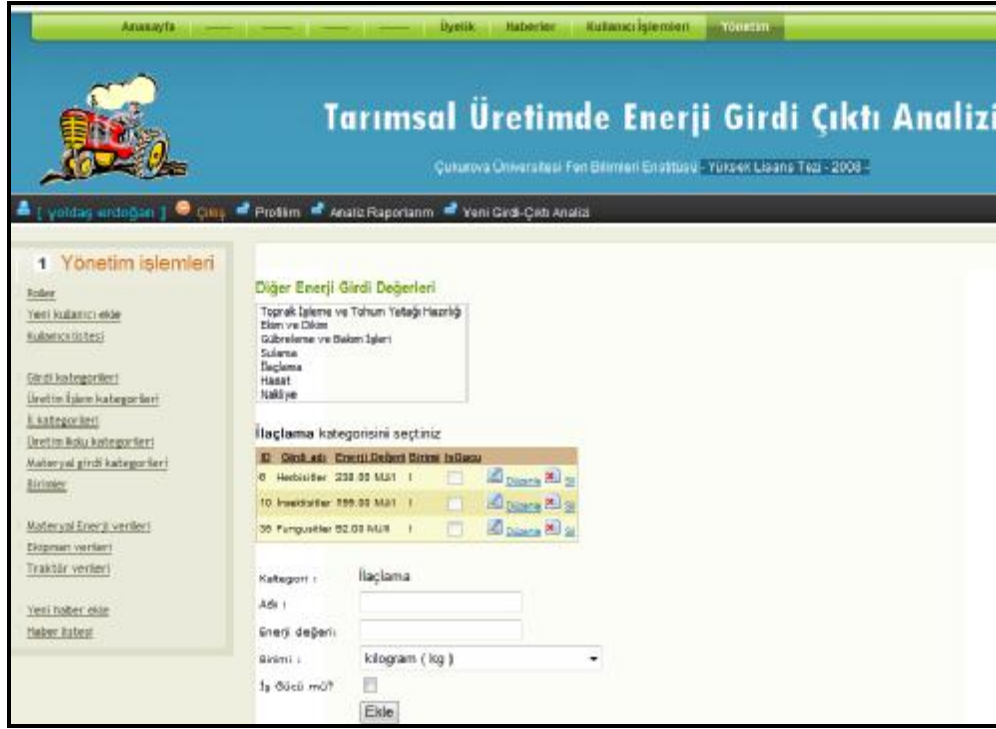 Anasayfa Üyelik Haberler Kullanıcı İşlemleri Yönetim
Tarımsal Üretimde Enerji Girdi Çıktı Analizi
Çukurova Üniversitesi Fen Bilimleri Enstitüsü - Yüksek Lisans Tezi - 2008 -
[ yoldaş erdoğan ] Çıkış Profilim Analiz Raporlarım Yeni Girdi-Çıktı Analizi
1 Yönetim işlemleri
Roller
Yeni kullanıcı ekle
Kullanıcı listesi
Girdi kategorileri
Üretim İşlem kategorileri
İl kategorileri
Üretim Kolu kategorileri
Materyal girdi kategorileri
Birimler
Materyal Enerji verileri
Ekipman verileri
Traktör verileri
Yeni haber ekle
Haber listesi
Diğer Enerji Girdi Değerleri
Toprak İşleme ve Tohum Yatağı Hazırlığı
Ekim ve Dikim
Gübreleme ve Bakım İşleri
Sulama
İlaçlama
Hasat
Nakliye
İlaçlama kategorisini seçtiniz
ID Girdi adı Enerji Değeri Birimi IsGucu
Herbisitler 238.00 MJ/l l Düzenle Sil
10 İnsektisitler 199.00 MJ/l l Düzenle Sil
Fungusitler 92.00 MJ/l l Düzenle Sil
Kategori : İlaçlama
Adı :
Enerji değeri:
Birimi : kilogram ( kg )
İş Gücü mü?
Ekle